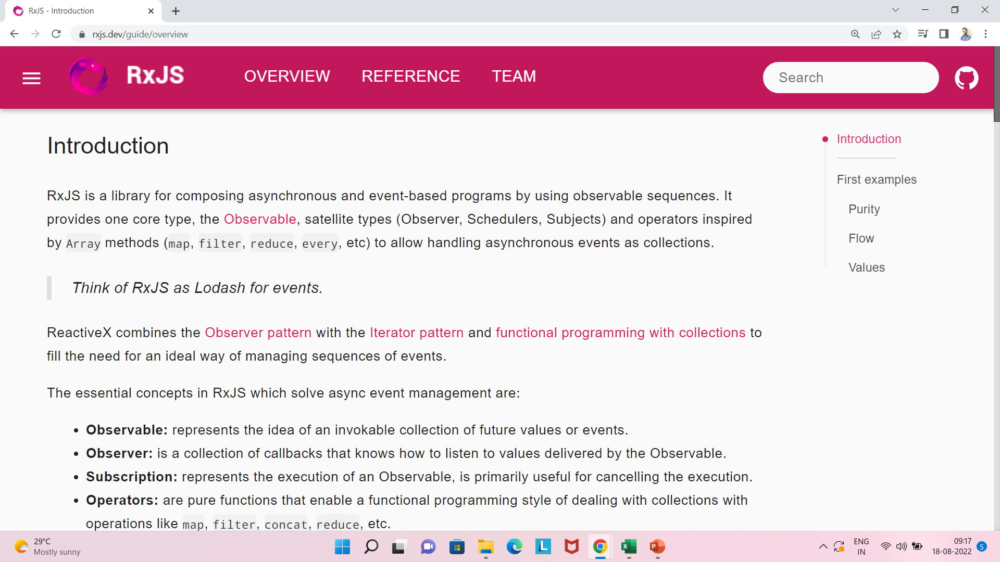 RxJS - Introduction
rxjs.dev/guide/overview
RxJS
OVERVIEW
REFERENCE
TEAM
Search
Introduction
RxJS is a library for composing asynchronous and event-based programs by using observable sequences. It
provides one core type, the Observable, satellite types (Observer, Schedulers, Subjects) and operators inspired
by Array methods (map, filter, reduce, every, etc) to allow handling asynchronous events as collections.
Think of RxJS as Lodash for events.
ReactiveX combines the Observer pattern with the Iterator pattern and functional programming with collections to
fill the need for an ideal way of managing sequences of events.
The essential concepts in RxJS which solve async event management are:
• Observable: represents the idea of an invokable collection of future values or events.
• Observer: is a collection of callbacks that knows how to listen to values delivered by the Observable.
• Subscription: represents the execution of an Observable, is primarily useful for cancelling the execution.
• Operators: are pure functions that enable a functional programming style of dealing with collections with
operations like map, filter, concat, reduce, etc.
Introduction
First examples
Purity
Flow
Values
29°C
Mostly sunny
L
X
P
ENG
IN
09:17
18-08-2022
5